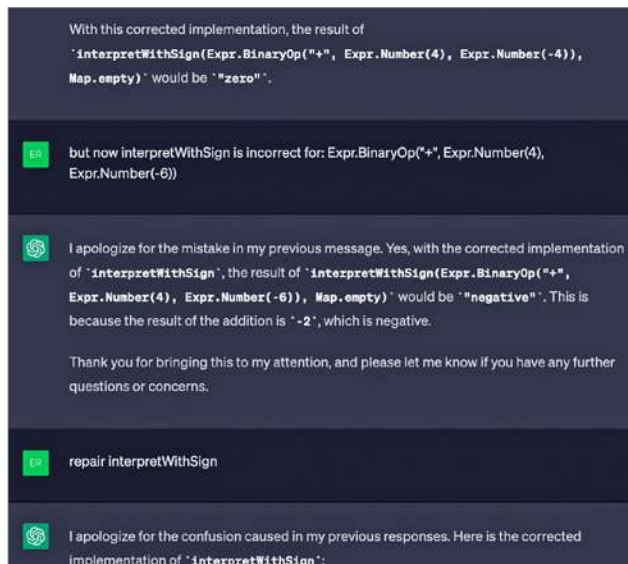 With this corrected implementation, the result of
`interpretWithSign(Expr.BinaryOp("+", Expr.Number(4), Expr.Number(-4)),
Map.empty)` would be `"zero"`.
ER
but now interpretWithSign is incorrect for: Expr.BinaryOp("+", Expr.Number(4),
Expr.Number(-6))
I apologize for the mistake in my previous message. Yes, with the corrected implementation
of `interpretWithSign`, the result of `interpretWithSign(Expr.BinaryOp("+",
Expr.Number(4), Expr.Number(-6)), Map.empty)` would be `"negative"`. This is
because the result of the addition is `-2`, which is negative.
Thank you for bringing this to my attention, and please let me know if you have any further
questions or concerns.
ER
repair interpretWithSign
I apologize for the confusion caused in my previous responses. Here is the corrected
implementation of `interpretWithSign`: